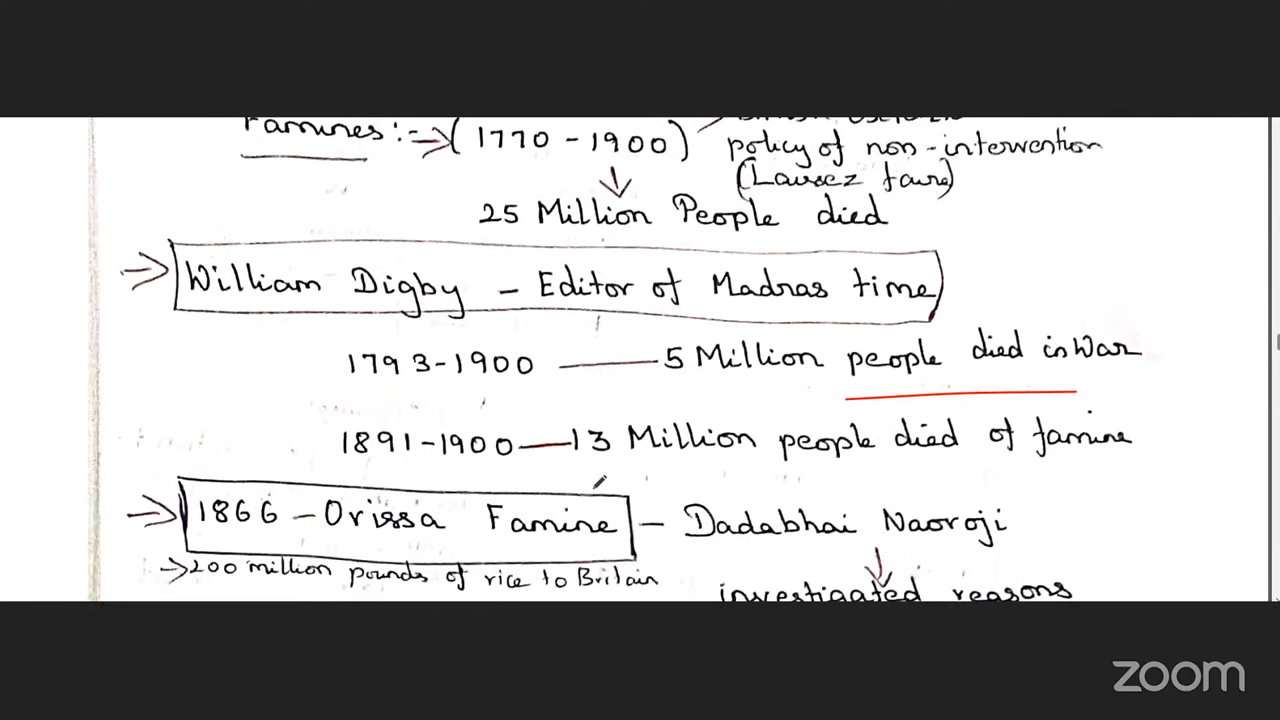 Famines :- → (1770 - 1900)
policy of non-intervention
(Laissez faire)
25 Million People died
→ William Digby - Editor of Madras time
1793-1900 — 5 Million people died in War
1891-1900 — 13 Million people died of famine
→ 1866 - Orissa Famine - Dadabhai Naoroji
→ 200 million pounds of rice to Britain
investigated reasons
zoom